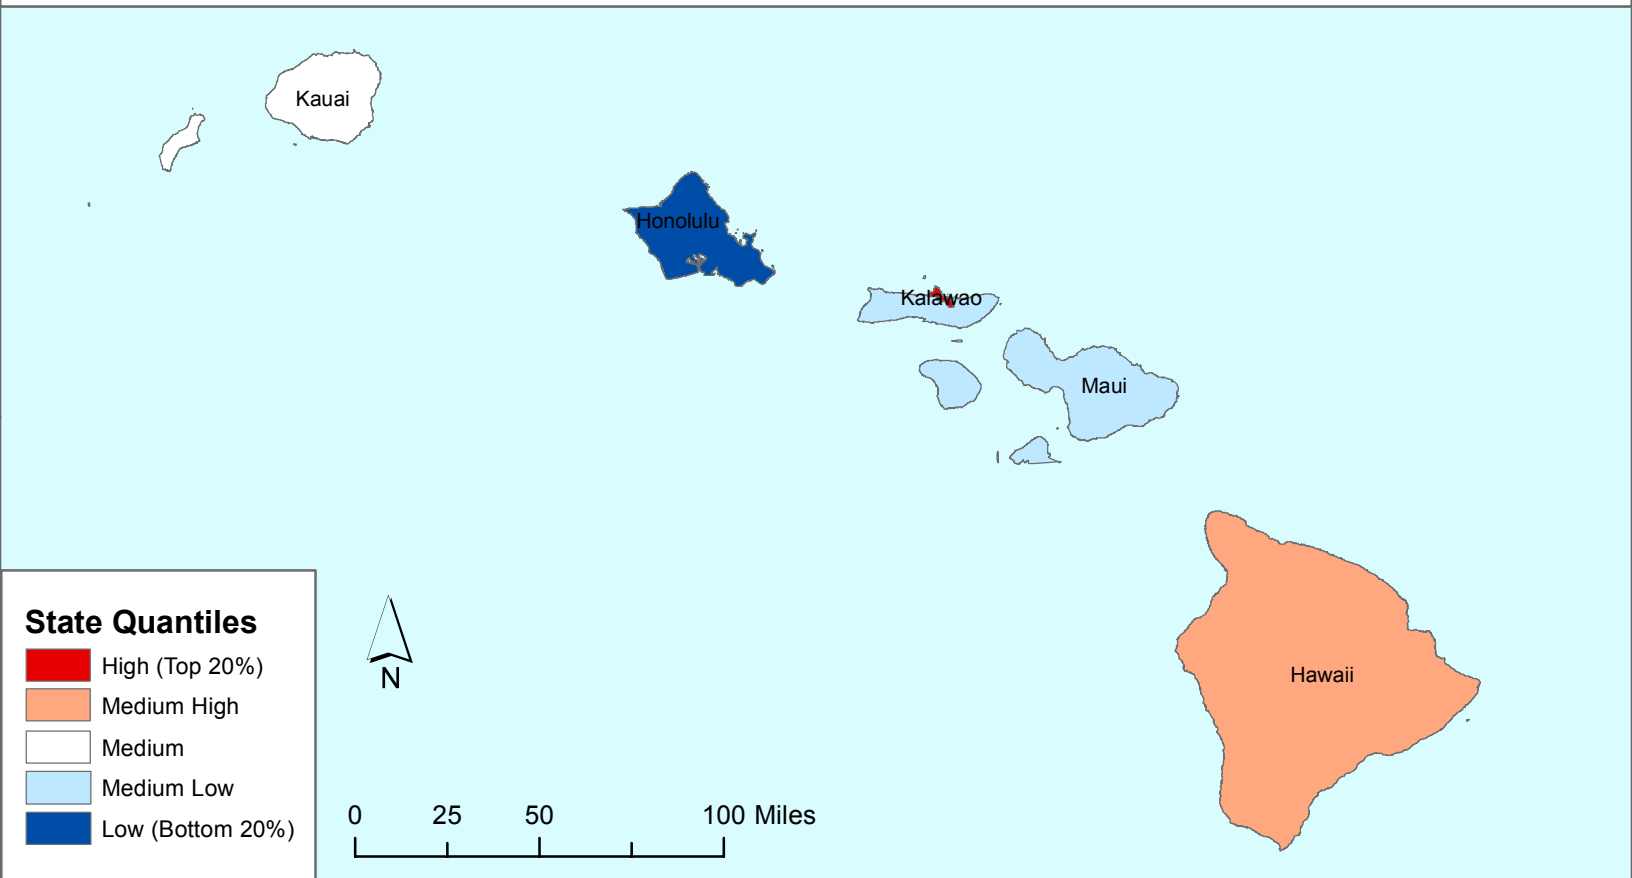 Kauai
Honolulu
Kalawao
Maui
Hawaii
State Quantiles
High (Top 20%)
Medium High
Medium
Medium Low
Low (Bottom 20%)
N
0 25 50 100 Miles